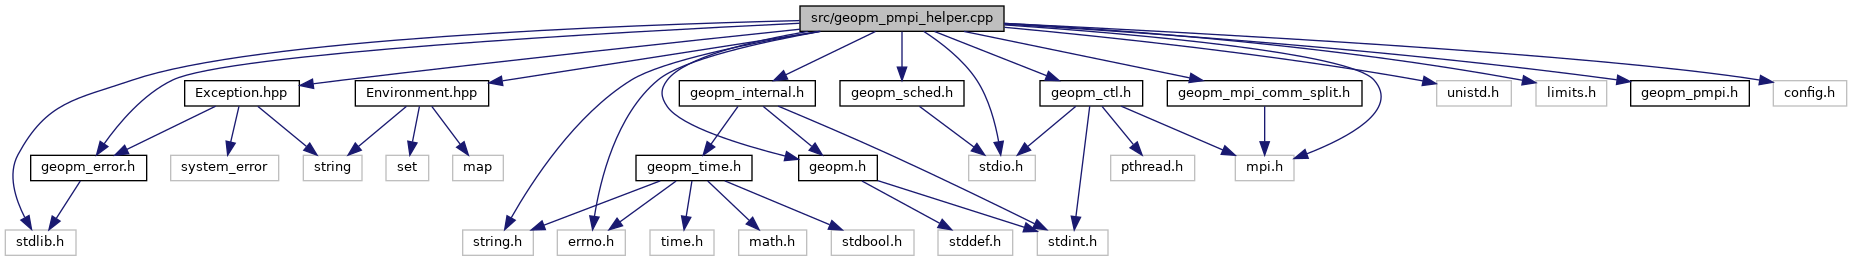 src/geopm_pmpi_helper.cpp
Exception.hpp
Environment.hpp
geopm_internal.h
geopm_sched.h
geopm_ctl.h
geopm_mpi_comm_split.h
unistd.h
limits.h
geopm_pmpi.h
config.h
geopm_error.h
system_error
string
set
map
geopm_time.h
geopm.h
stdio.h
pthread.h
mpi.h
stdlib.h
string.h
errno.h
time.h
math.h
stdbool.h
stddef.h
stdint.h